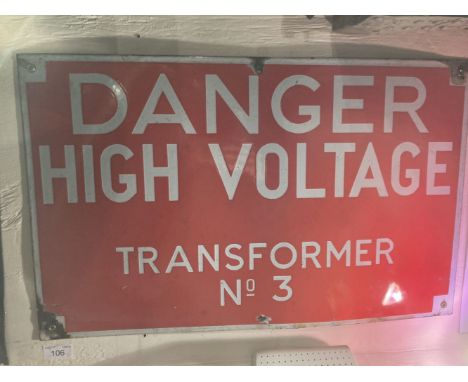 DANGER
HIGH VOLTAGE
TRANSFORMER
Nº 3
106